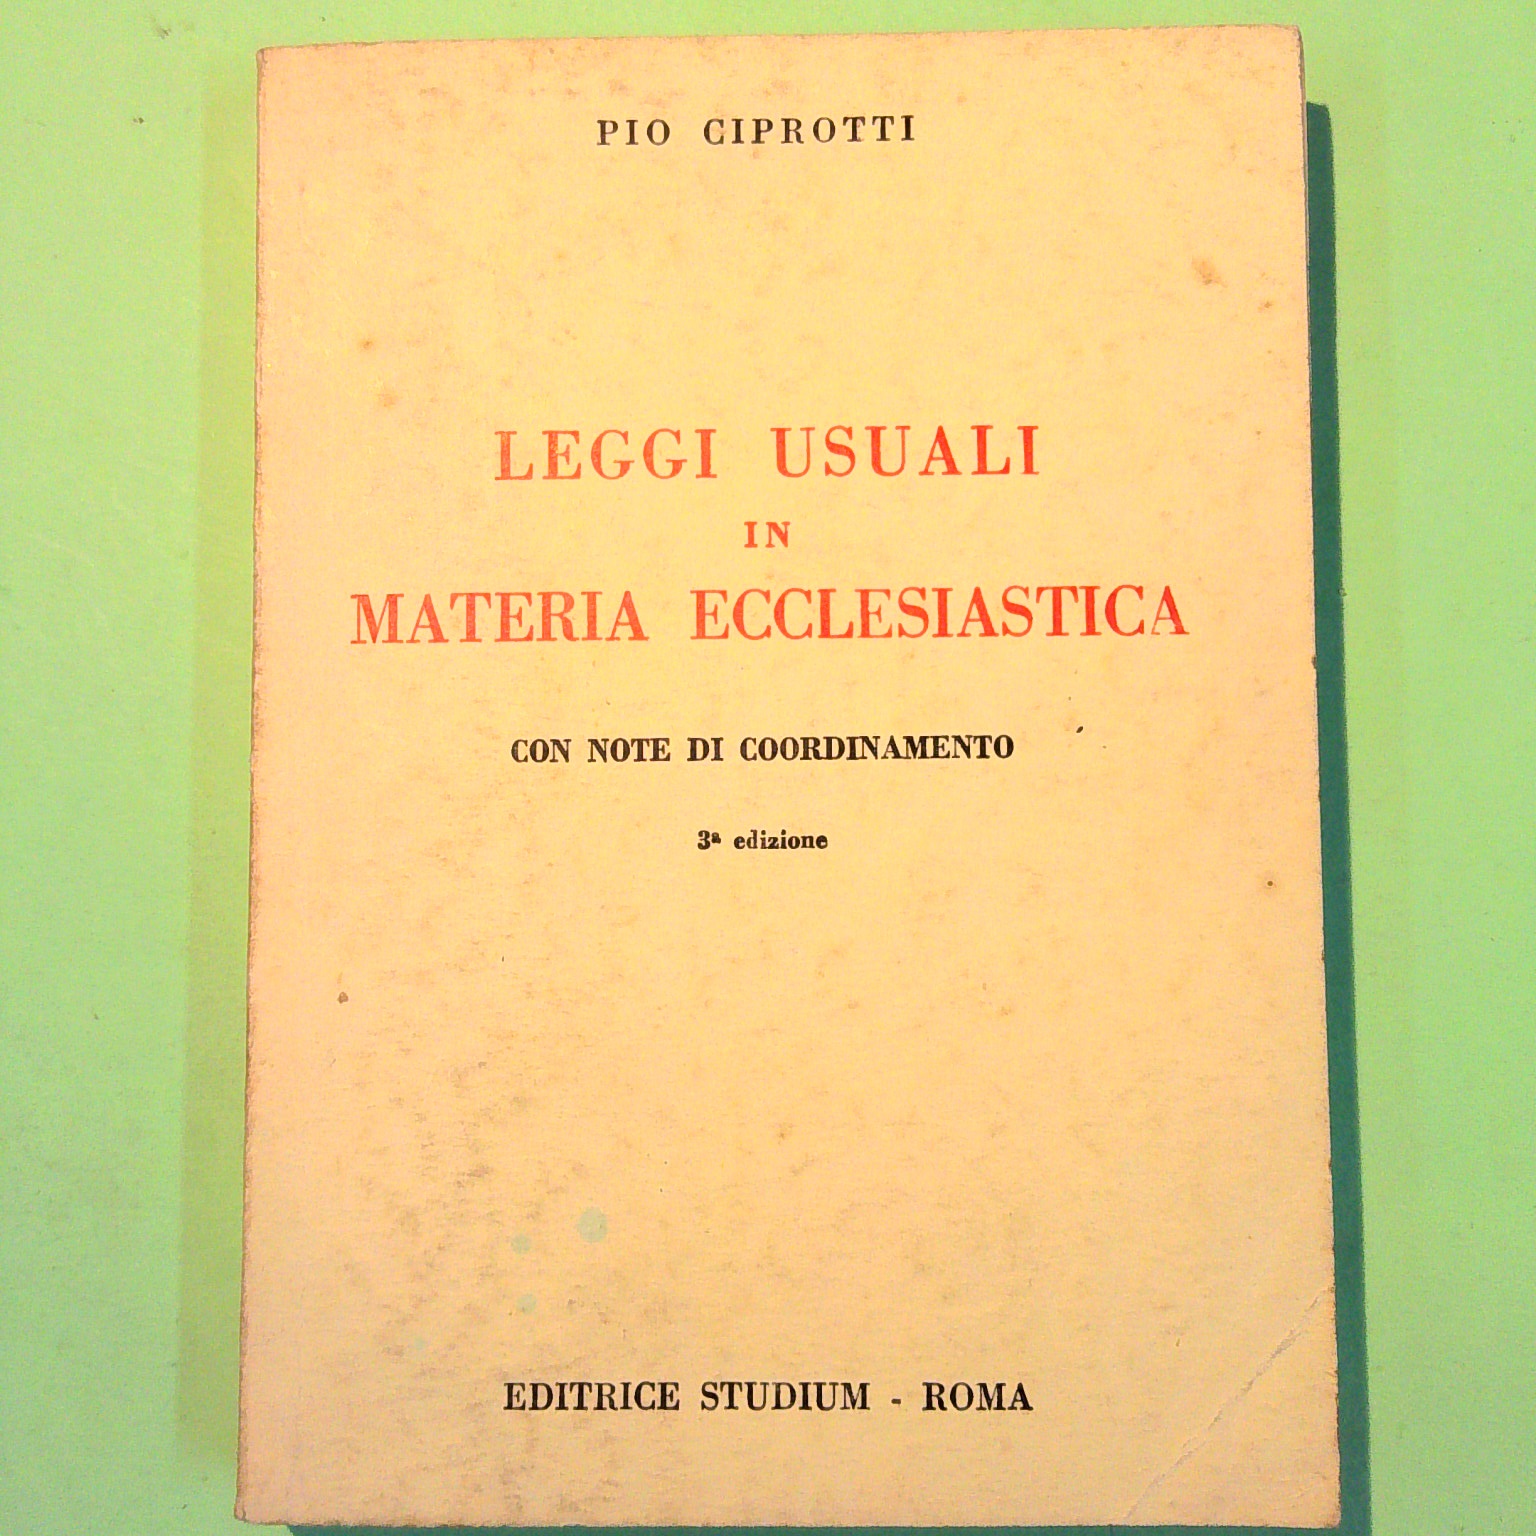 PIO CIPROTTI
LEGGI USUALI
IN
MATERIA ECCLESIASTICA
CON NOTE DI COORDINAMENTO
3ª edizione
EDITRICE STUDIUM - ROMA